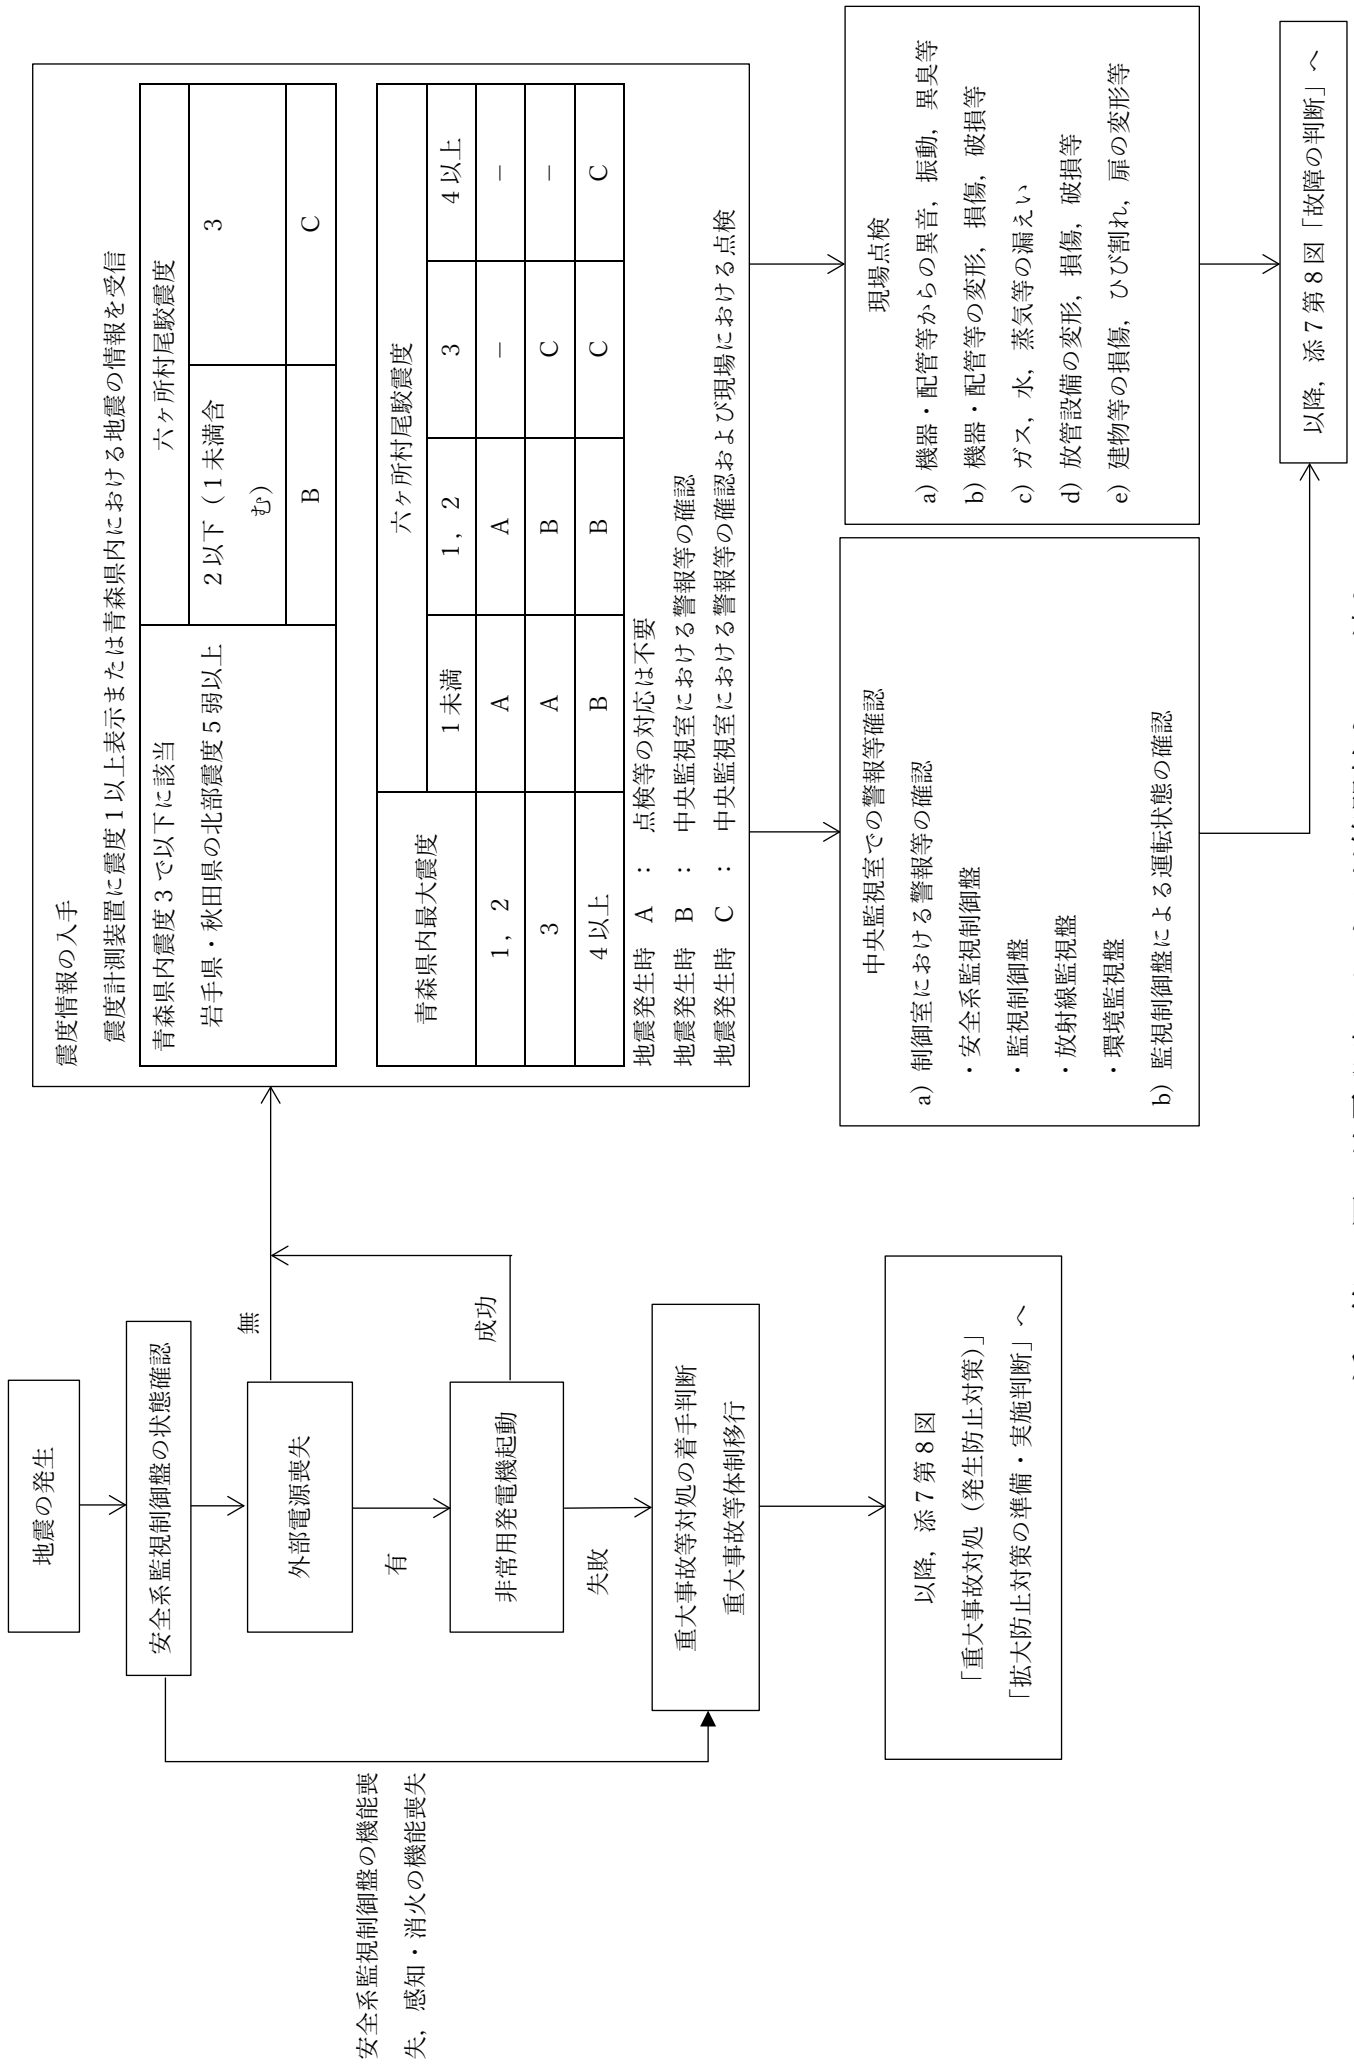 地震の発生
安全系監視制御盤の状態確認
外部電源喪失
無
有
非常用発電機起動
成功
失敗
重大事故等対処の着手判断
重大事故等体制移行
以降，添７第８図
「重大事故対処（発生防止対策）」
「拡大防止対策の準備・実施判断」へ
安全系監視制御盤の機能喪
失，感知・消火の機能喪失
震度情報の入手
震度計測装置に震度１以上表示または青森県内における地震の情報を受信
青森県内震度３で以下に該当
岩手県・秋田県の北部震度５弱以上
六ヶ所村尾駮震度
２以下（１未満含
む）
３
B
C
青森県内最大震度
六ヶ所村尾駮震度
１未満
１，２
３
４以上
１，２
A
A
－
－
３
A
B
C
－
４以上
B
B
C
C
地震発生時 A ： 点検等の対応は不要
地震発生時 B ： 中央監視室における警報等の確認
地震発生時 C ： 中央監視室における警報等の確認および現場における点検
中央監視室での警報等確認
a）制御室における警報等の確認
・安全系監視制御盤
・監視制御盤
・放射線監視盤
・環境監視盤
b）監視制御盤による運転状態の確認
現場点検
a）機器・配管等からの異音，振動，異臭等
b）機器・配管等の変形，損傷，破損等
c）ガス，水，蒸気等の漏えい
d）放管設備の変形，損傷，破損等
e）建物等の損傷，ひび割れ，扉の変形等
以降，添７第８図「故障の判断」へ